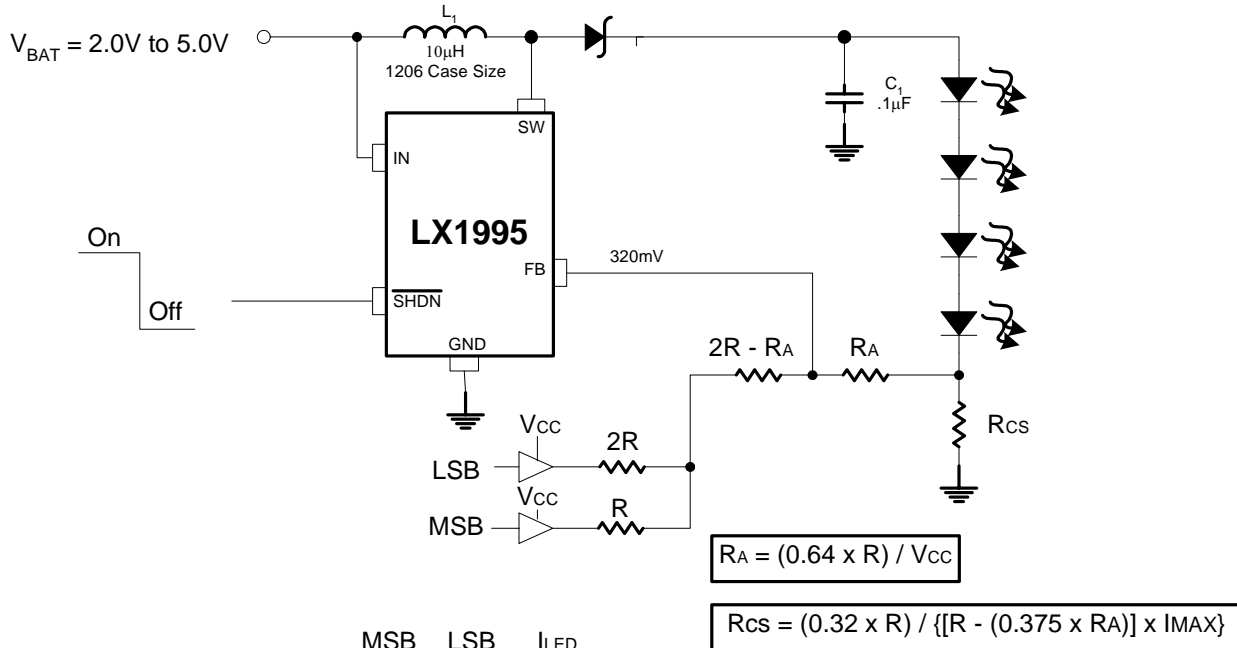 L1
VBAT = 2.0V to 5.0V
10µH
1206 Case Size
C1
.1µF
SW
IN
LX1995
On
FB
320mV
Off
SHDN
GND
2R - RA
RA
VCC
2R
RCS
LSB
VCC
R
MSB
RA = (0.64 x R) / VCC
Rcs = (0.32 x R) / {[R - (0.375 x RA)] x IMAX}
MSB LSB ILED